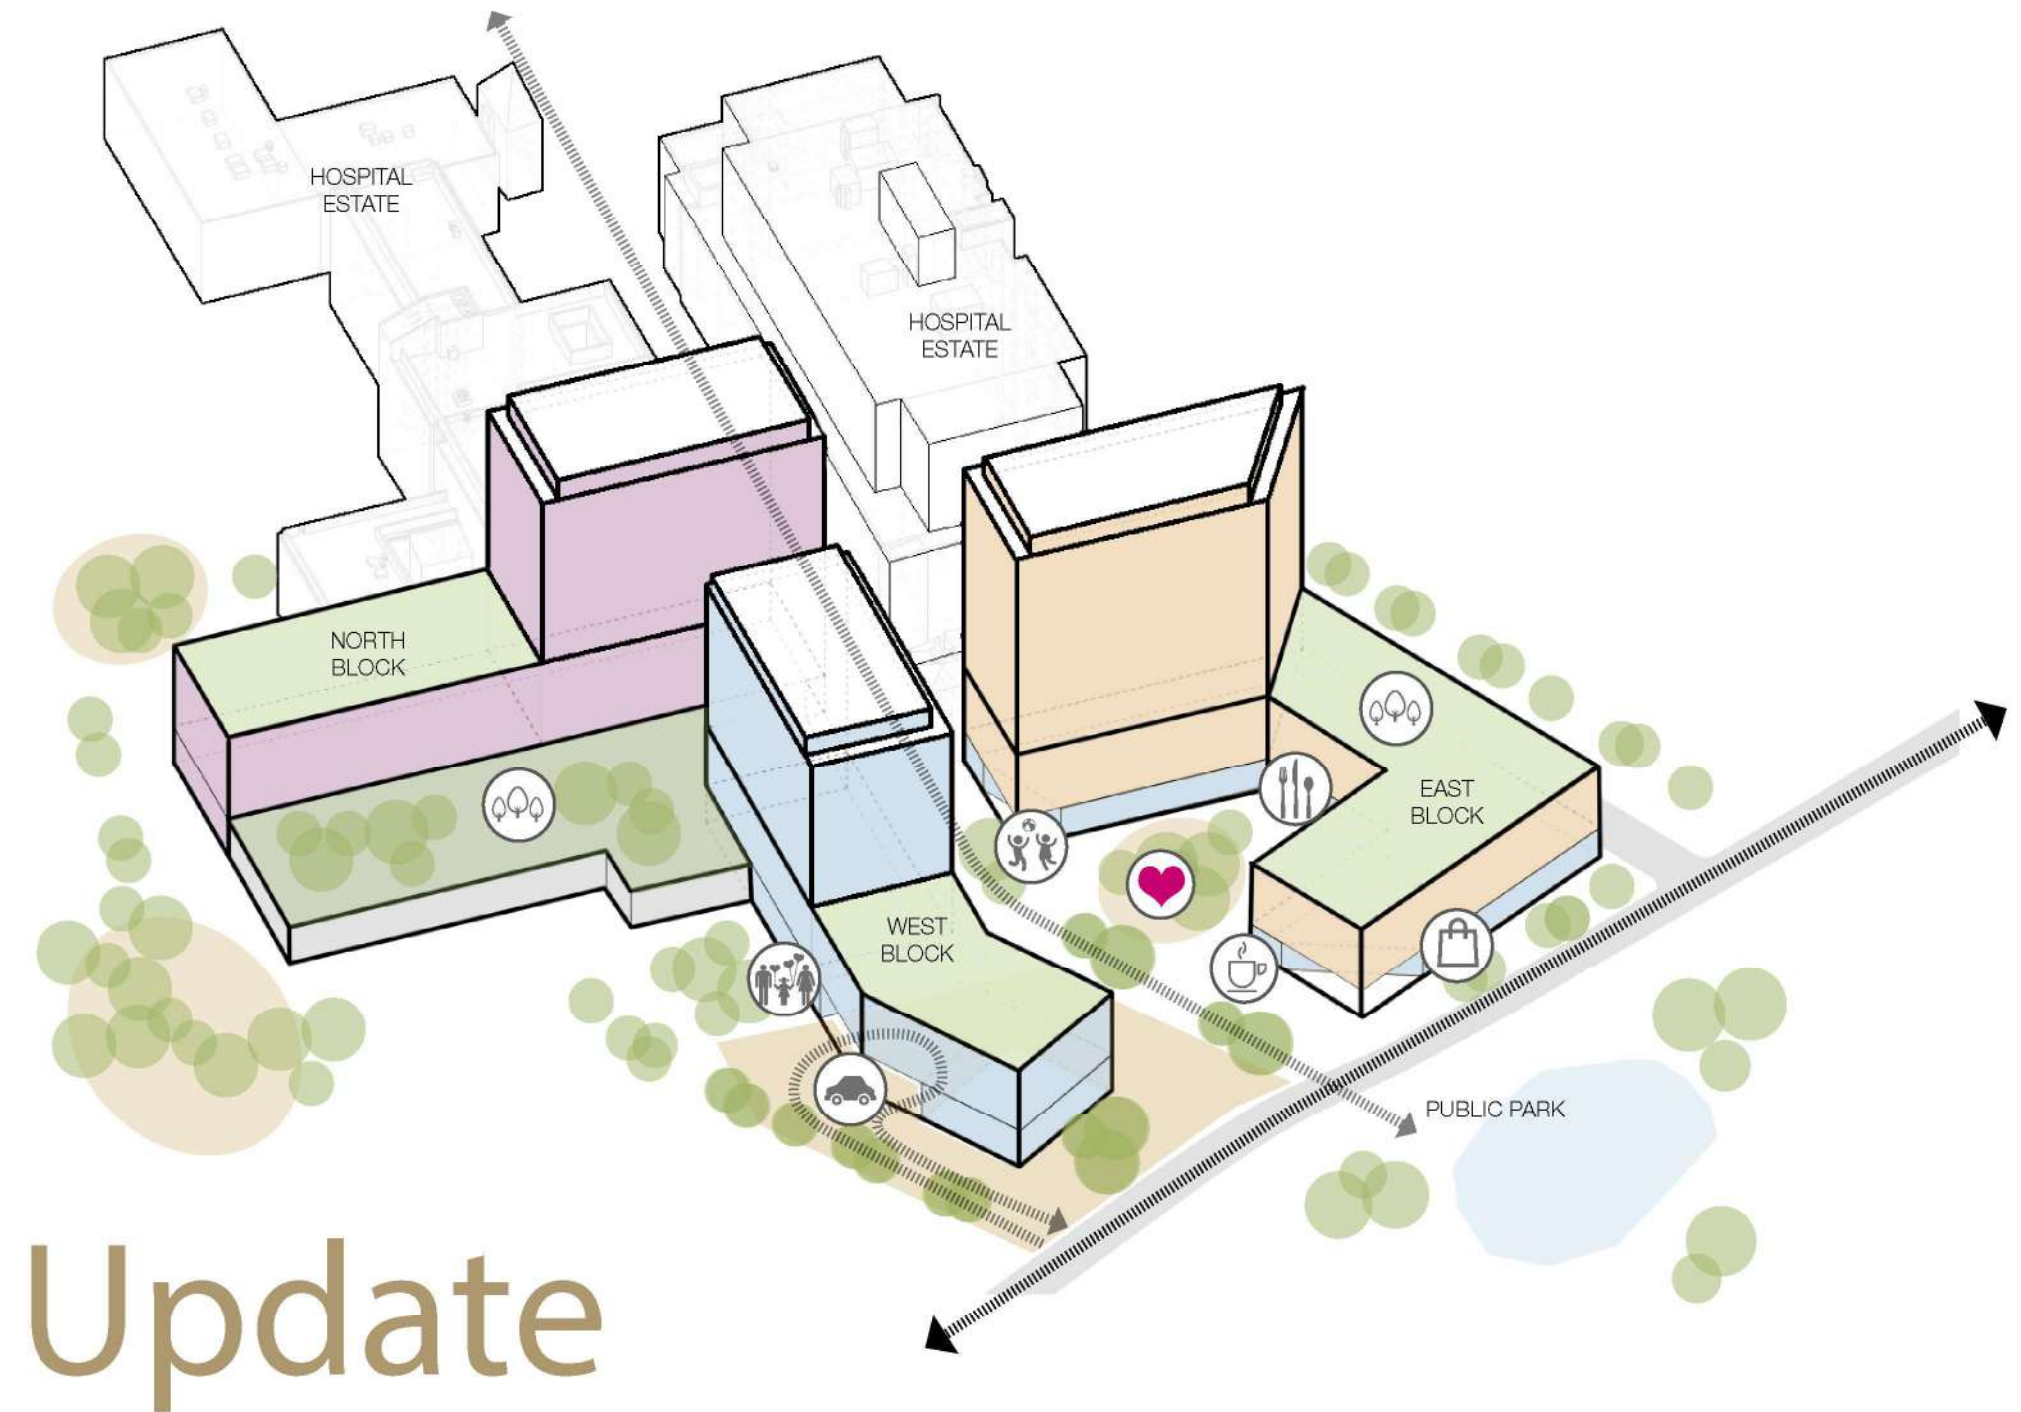 HOSPITAL
ESTATE
HOSPITAL
ESTATE
NORTH
BLOCK
EAST
BLOCK
WEST
BLOCK
PUBLIC PARK
Update